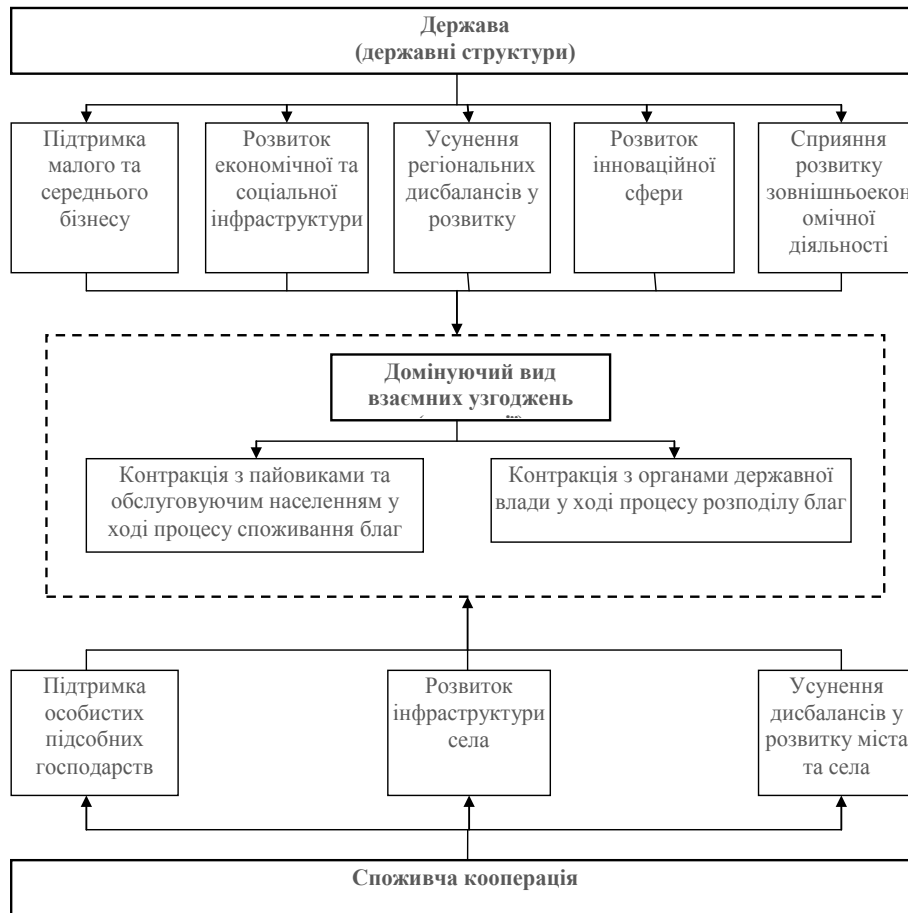 Держава
(державні структури)
Підтримка
малого та
середнього
бізнесу
Розвиток
економічної та
соціальної
інфраструктури
Усунення
регіональних
дисбалансів у
розвитку
Розвиток
інноваційної
сфери
Сприяння
розвитку
зовнішньоекон
омічної
діяльності
Домінуючий вид
взаємних узгоджень
Контракція з пайовиками та
обслуговуючим населенням у
ході процесу споживання благ
Контракція з органами державної
влади у ході процесу розподілу благ
Підтримка
особистих
підсобних
господарств
Розвиток
інфраструктури
села
Усунення
дисбалансів у
розвитку міста
та села
Споживча кооперація